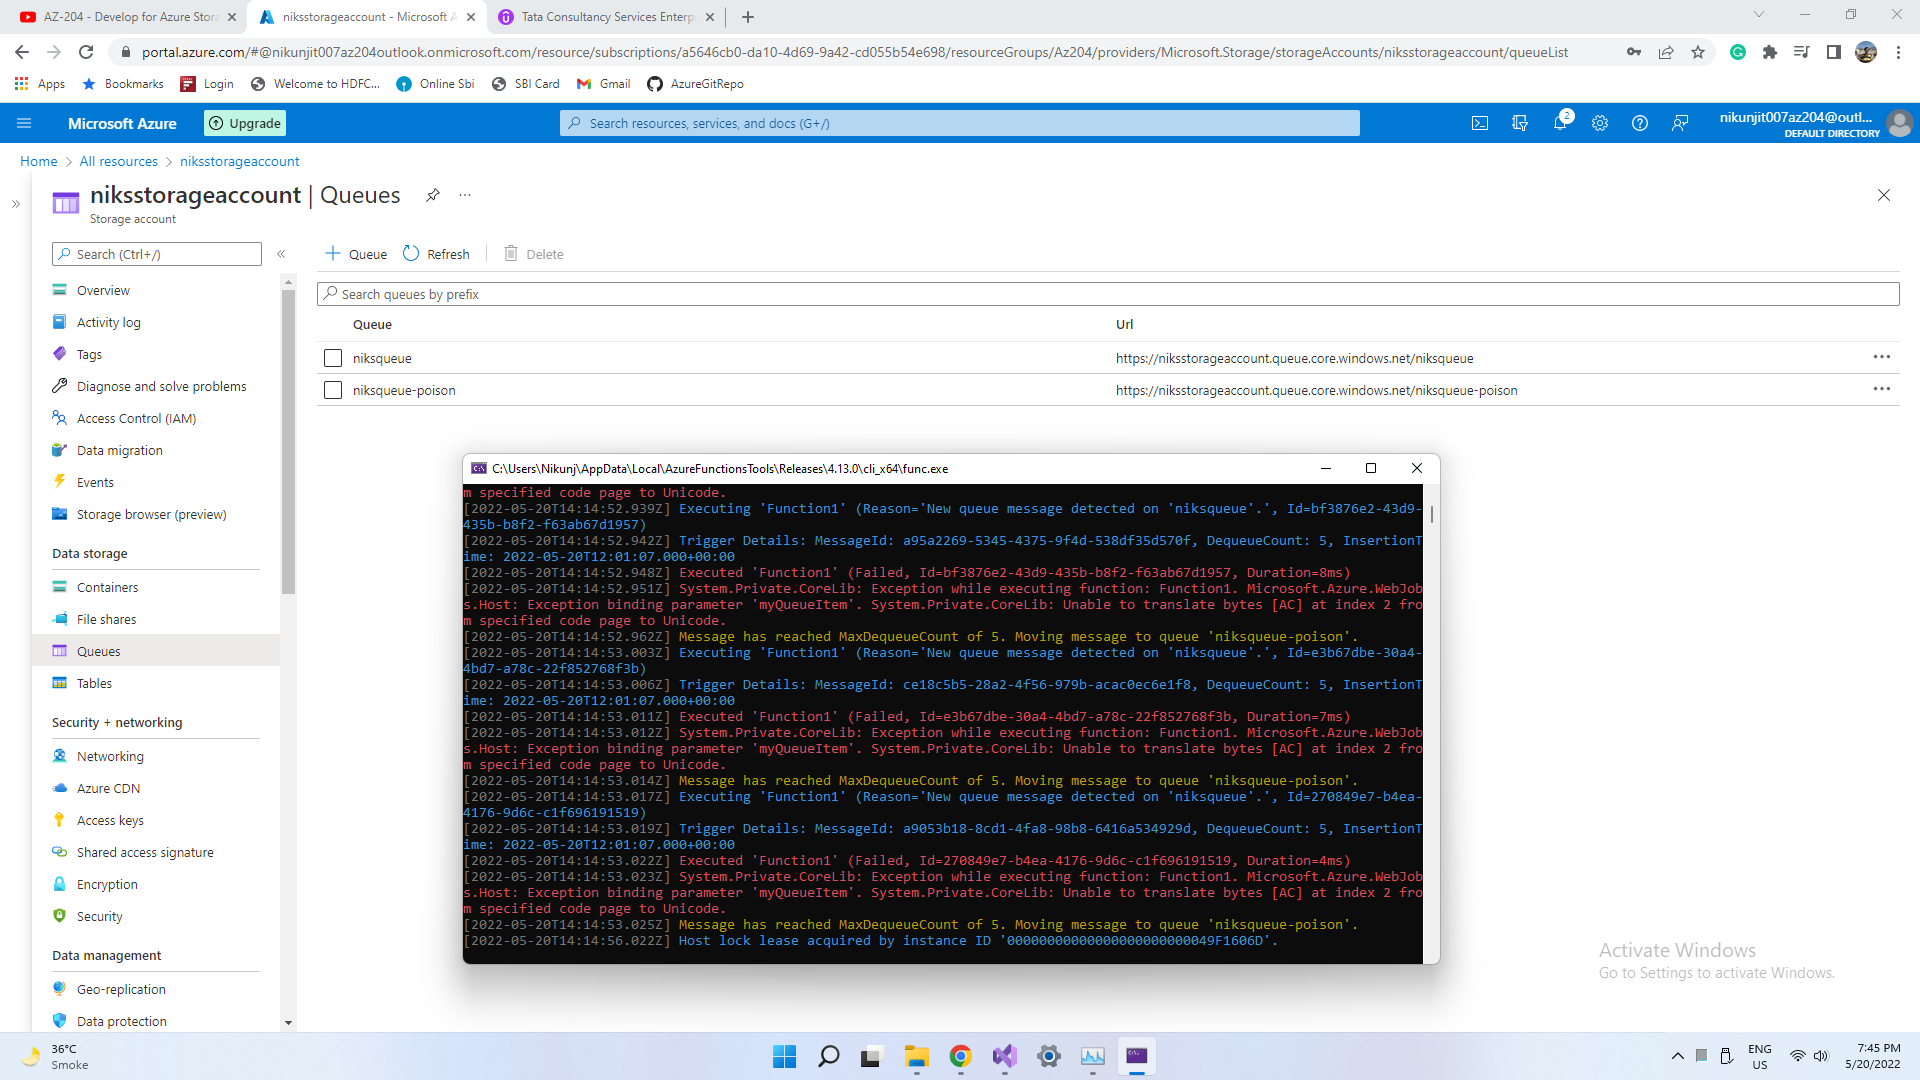 AZ-204 - Develop for Azure Stora
niksstorageaccount - Microsoft A
Tata Consultancy Services Enterp
portal.azure.com/#@nikunjit007az204outlook.onmicrosoft.com/resource/subscriptions/a5646cb0-da10-4d69-9a42-cd055b54e698/resourceGroups/Az204/providers/Microsoft.Storage/storageAccounts/niksstorageaccount/queueList
Apps
Bookmarks
Login
Welcome to HDFC...
Online Sbi
SBI Card
Gmail
AzureGitRepo
Microsoft Azure
Upgrade
Search resources, services, and docs (G+/)
2
nikunjit007az204@outl...
DEFAULT DIRECTORY
Home > All resources > niksstorageaccount
niksstorageaccount | Queues
Storage account
Search (Ctrl+/)
Queue
Refresh
Delete
Search queues by prefix
Queue
Url
niksqueue
https://niksstorageaccount.queue.core.windows.net/niksqueue
niksqueue-poison
https://niksstorageaccount.queue.core.windows.net/niksqueue-poison
Overview
Activity log
Tags
Diagnose and solve problems
Access Control (IAM)
Data migration
Events
Storage browser (preview)
Data storage
Containers
File shares
Queues
Tables
Security + networking
Networking
Azure CDN
Access keys
Shared access signature
Encryption
Security
Data management
Geo-replication
Data protection
C:\Users\Nikunj\AppData\Local\AzureFunctionsTools\Releases\4.13.0\cli_x64\func.exe
m specified code page to Unicode.
[2022-05-20T14:14:52.939Z] Executing 'Function1' (Reason='New queue message detected on 'niksqueue'.', Id=bf3876e2-43d9-
435b-b8f2-f63ab67d1957)
[2022-05-20T14:14:52.942Z] Trigger Details: MessageId: a95a2269-5345-4375-9f4d-538df35d570f, DequeueCount: 5, InsertionT
ime: 2022-05-20T12:01:07.000+00:00
[2022-05-20T14:14:52.948Z] Executed 'Function1' (Failed, Id=bf3876e2-43d9-435b-b8f2-f63ab67d1957, Duration=8ms)
[2022-05-20T14:14:52.951Z] System.Private.CoreLib: Exception while executing function: Function1. Microsoft.Azure.WebJob
s.Host: Exception binding parameter 'myQueueItem'. System.Private.CoreLib: Unable to translate bytes [AC] at index 2 fro
m specified code page to Unicode.
[2022-05-20T14:14:52.962Z] Message has reached MaxDequeueCount of 5. Moving message to queue 'niksqueue-poison'.
[2022-05-20T14:14:53.003Z] Executing 'Function1' (Reason='New queue message detected on 'niksqueue'.', Id=e3b67dbe-30a4-
4bd7-a78c-22f852768f3b)
[2022-05-20T14:14:53.006Z] Trigger Details: MessageId: ce18c5b5-28a2-4f56-979b-acac0ec6e1f8, DequeueCount: 5, InsertionT
ime: 2022-05-20T12:01:07.000+00:00
[2022-05-20T14:14:53.011Z] Executed 'Function1' (Failed, Id=e3b67dbe-30a4-4bd7-a78c-22f852768f3b, Duration=7ms)
[2022-05-20T14:14:53.012Z] System.Private.CoreLib: Exception while executing function: Function1. Microsoft.Azure.WebJob
s.Host: Exception binding parameter 'myQueueItem'. System.Private.CoreLib: Unable to translate bytes [AC] at index 2 fro
m specified code page to Unicode.
[2022-05-20T14:14:53.014Z] Message has reached MaxDequeueCount of 5. Moving message to queue 'niksqueue-poison'.
[2022-05-20T14:14:53.017Z] Executing 'Function1' (Reason='New queue message detected on 'niksqueue'.', Id=270849e7-b4ea-
4176-9d6c-c1f696191519)
[2022-05-20T14:14:53.019Z] Trigger Details: MessageId: a9053b18-8cd1-4fa8-98b8-6416a534929d, DequeueCount: 5, InsertionT
ime: 2022-05-20T12:01:07.000+00:00
[2022-05-20T14:14:53.022Z] Executed 'Function1' (Failed, Id=270849e7-b4ea-4176-9d6c-c1f696191519, Duration=4ms)
[2022-05-20T14:14:53.023Z] System.Private.CoreLib: Exception while executing function: Function1. Microsoft.Azure.WebJob
s.Host: Exception binding parameter 'myQueueItem'. System.Private.CoreLib: Unable to translate bytes [AC] at index 2 fro
m specified code page to Unicode.
[2022-05-20T14:14:53.025Z] Message has reached MaxDequeueCount of 5. Moving message to queue 'niksqueue-poison'.
[2022-05-20T14:14:56.022Z] Host lock lease acquired by instance ID '00000000000000000000000049F1606D'.
Activate Windows
Go to Settings to activate Windows.
36°C
Smoke
ENG
US
7:45 PM
5/20/2022